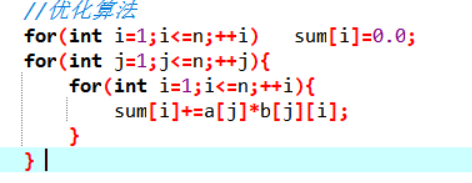 //优化算法
for(int i=1;i<=n;++i)   sum[i]=0.0;
for(int j=1;j<=n;++j){
    for(int i=1;i<=n;++i){
        sum[i]+=a[j]*b[j][i];
    }
}